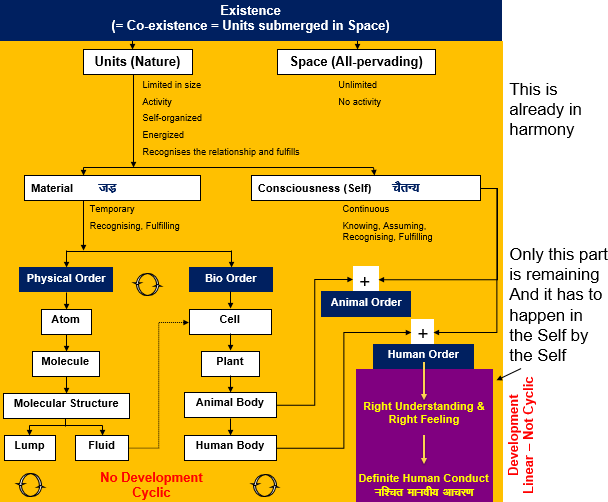 Existence
(= Co-existence = Units submerged in Space)
Units (Nature)
Space (All-pervading)
Limited in size
Activity
Self-organized
Energized
Recognises the relationship and fulfills
Unlimited
No activity
This is
already in
harmony
Material जड़
Consciousness (Self) चैतन्य
Temporary
Recognising, Fulfilling
Continuous
Knowing, Assuming,
Recognising, Fulfilling
Physical Order
Bio Order
+
Animal Order
Atom
Cell
+
Human Order
Molecule
Plant
Molecular Structure
Animal Body
Lump
Fluid
Human Body
Only this part
is remaining
And it has to
happen in
the Self by
the Self
Right Understanding &
Right Feeling
Definite Human Conduct
निश्चित मानवीय आचरण
No Development
Cyclic
Development
Linear – Not Cyclic